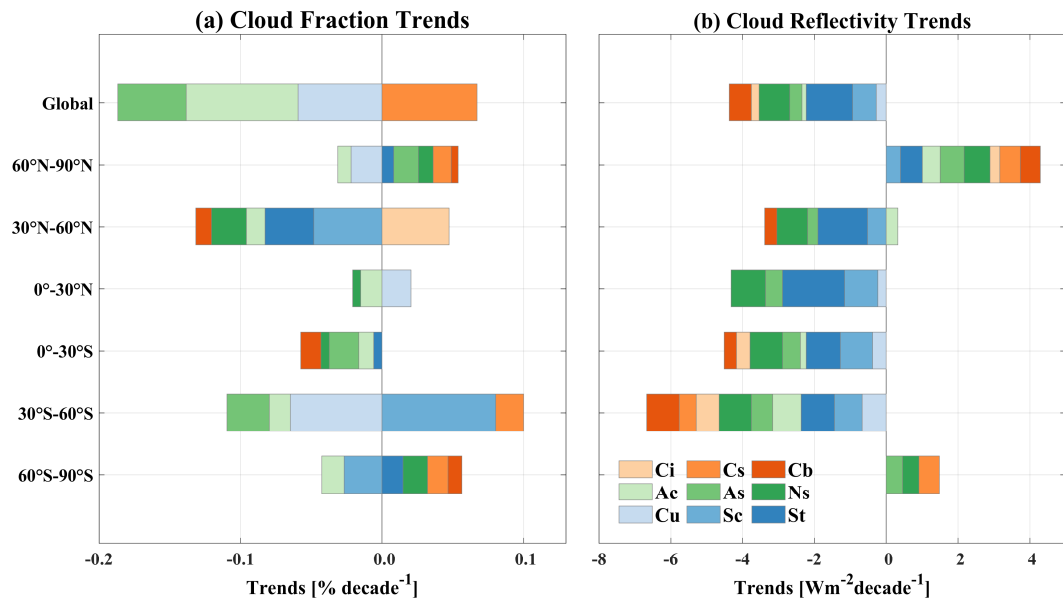 (a) Cloud Fraction Trends
Global
60°N-90°N
30°N-60°N
0°-30°N
0°-30°S
30°S-60°S
60°S-90°S
-0.2 -0.1 0.0 0.1
Trends [% decade⁻¹]
(b) Cloud Reflectivity Trends
Ci Cs Cb
Ac As Ns
Cu Sc St
-8 -6 -4 -2 0 2 4
Trends [Wm⁻²decade⁻¹]